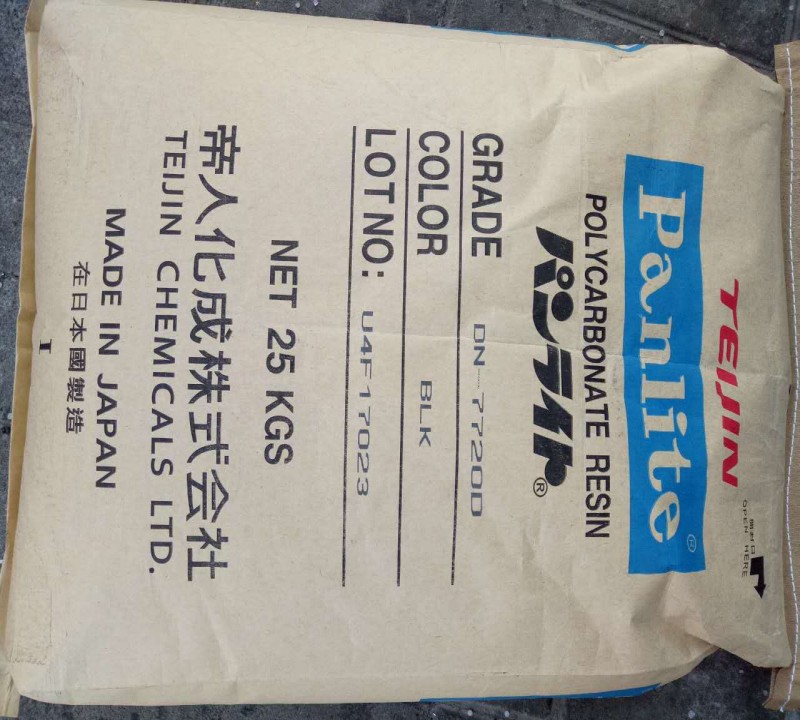 OPEN HERE
TEIJIN
Panlite®
POLYCARBONATE RESIN
パンライト®
GRADE DN-7720D
COLOR BLK
LOT NO: U4F17023
NET 25 KGS
帝人化成株式会社
TEIJIN CHEMICALS LTD.
MADE IN JAPAN
在日本國製造
I